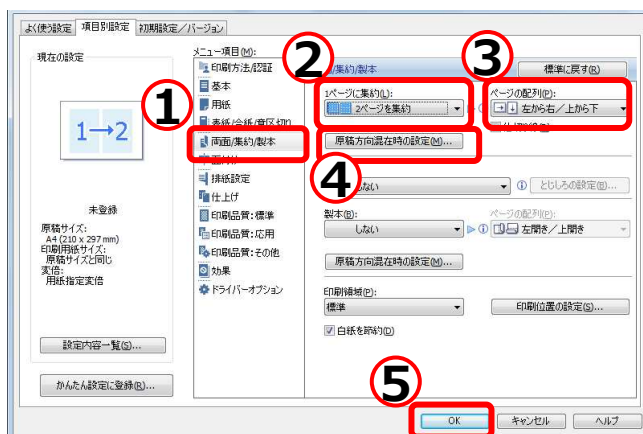 よく使う設定 項目別設定 初期設定／バージョン
現在の設定
1→2
未登録
原稿サイズ:
A4 (210 x 297 mm)
印刷用紙サイズ:
原稿サイズと同じ
変倍:
用紙指定変倍
設定内容一覧(S)...
かんたん設定に登録(R)...
メニュー項目(M):
印刷方法/認証
基本
用紙
表紙/合紙/章区切り
両面/集約/製本
排紙設定
仕上げ
印刷品質：標準
印刷品質：応用
印刷品質：その他
効果
ドライバーオプション
①
②
③
/集約/製本
標準に戻す(R)
1ページに集約(L):
2ページを集約
ページの配列(P):
左から右／上から下
原稿方向混在時の設定(M)...
④
しない
とじしろの設定(E)...
製本(B):
しない
ページの配列(P):
左開き／上開き
原稿方向混在時の設定(M)...
印刷領域(P):
標準
印刷位置の設定(S)...
白紙を節約(D)
⑤
OK
キャンセル
ヘルプ